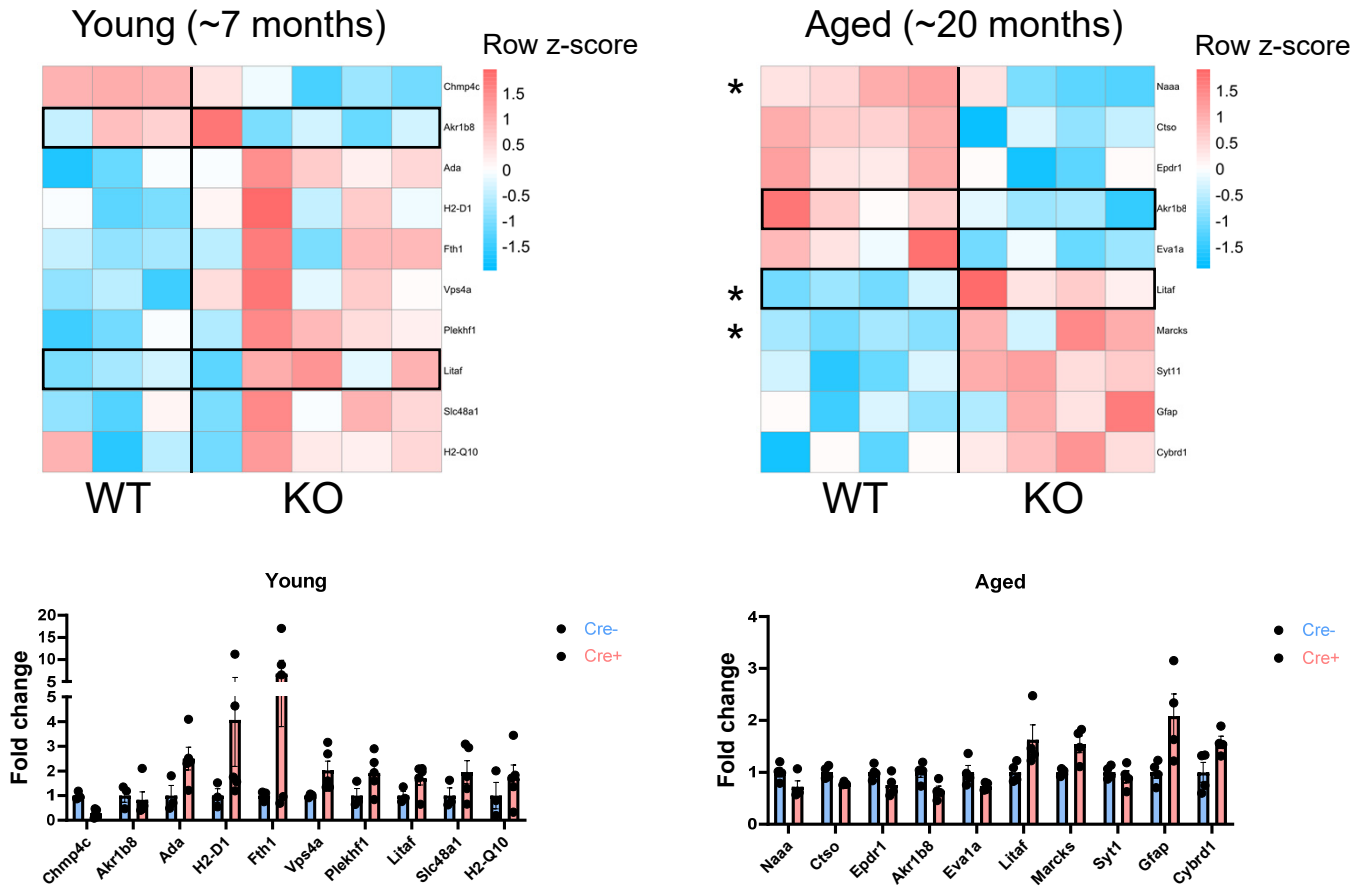 Young (~7 months)
Row z-score
Chmp4c
Akr1b8
Ada
H2-D1
Fth1
Vps4a
Plekhf1
Litaf
Slc48a1
H2-Q10
1.5
1
0.5
0
-0.5
-1
-1.5
WT
KO
Aged (~20 months)
Row z-score
*
*
*
Naaa
Ctso
Epdr1
Akr1b8
Eva1a
Litaf
Marcks
Syt11
Gfap
Cybrd1
1.5
1
0.5
0
-0.5
-1
-1.5
WT
KO
Young
Fold change
20
15
10
5
5
4
3
2
1
0
Chmp4c
Akr1b8
Ada
H2-D1
Fth1
Vps4a
Plekhf1
Litaf
Slc48a1
H2-Q10
Cre-
Cre+
Aged
Fold change
4
3
2
1
0
Naaa
Ctso
Epdr1
Akr1b8
Eva1a
Litaf
Marcks
Syt1
Gfap
Cybrd1
Cre-
Cre+